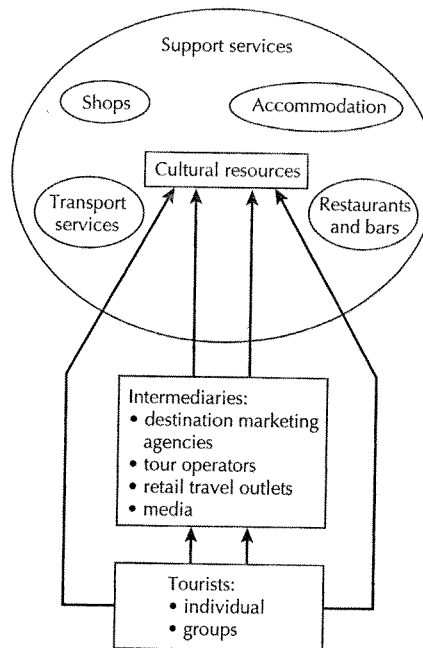 Support services
Shops
Accommodation
Cultural resources
Transport
services
Restaurants
and bars
Intermediaries:
• destination marketing
agencies
• tour operators
• retail travel outlets
• media
Tourists:
• individual
• groups